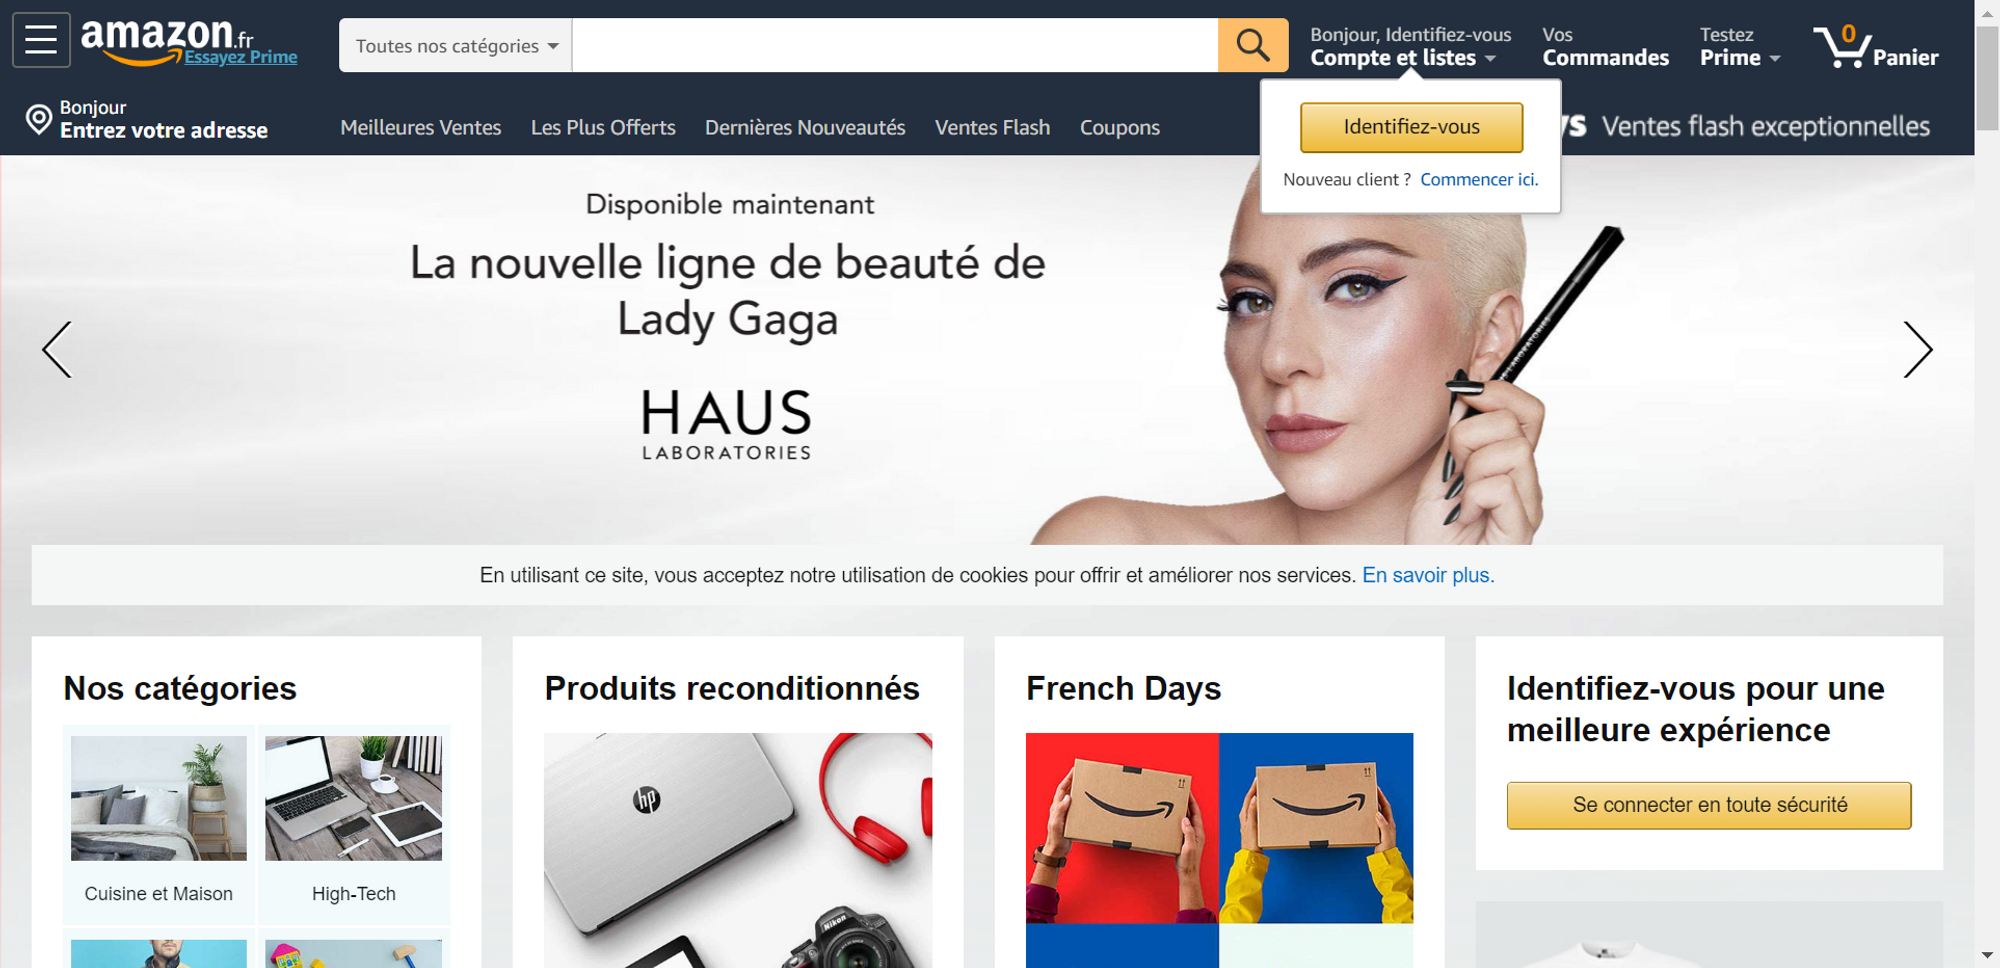 amazon.fr
Essayez Prime
Toutes nos catégories
Bonjour, Identifiez-vous
Compte et listes
Vos
Commandes
Testez
Prime
0
Panier
Bonjour
Entrez votre adresse
Meilleures Ventes
Les Plus Offerts
Dernières Nouveautés
Ventes Flash
Coupons
Ventes flash exceptionnelles
Identifiez-vous
Nouveau client ? Commencer ici.
Disponible maintenant
La nouvelle ligne de beauté de
Lady Gaga
HAUS
LABORATORIES
En utilisant ce site, vous acceptez notre utilisation de cookies pour offrir et améliorer nos services. En savoir plus.
Nos catégories
Cuisine et Maison
High-Tech
Produits reconditionnés
hp
Nikon
French Days
Identifiez-vous pour une
meilleure expérience
Se connecter en toute sécurité